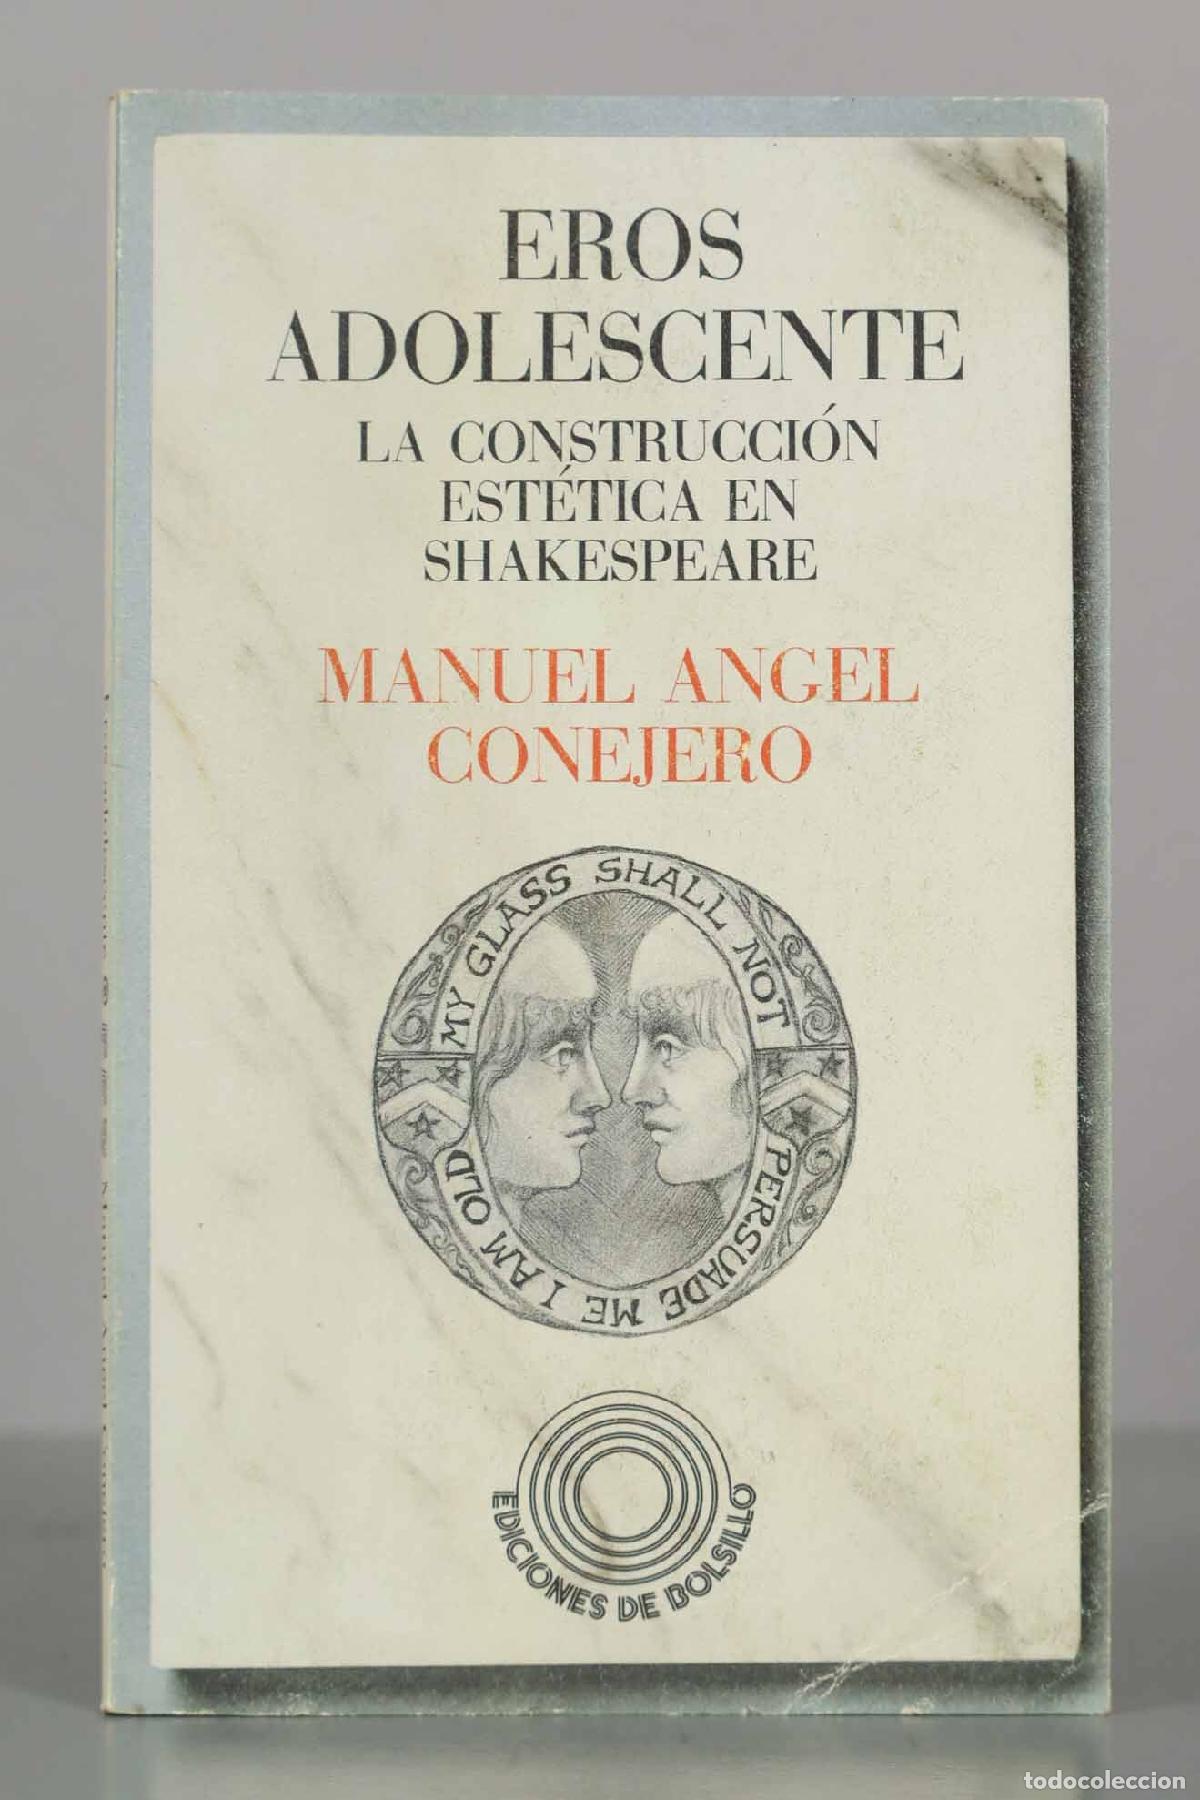 EROS
ADOLESCENTE
LA CONSTRUCCIÓN
ESTÉTICA EN
SHAKESPEARE
MANUEL ANGEL
CONEJERO
MY GLASS SHALL NOT
PERSUADE ME I AM OLD
EDICIONES DE BOLSILLO
todocoleccion